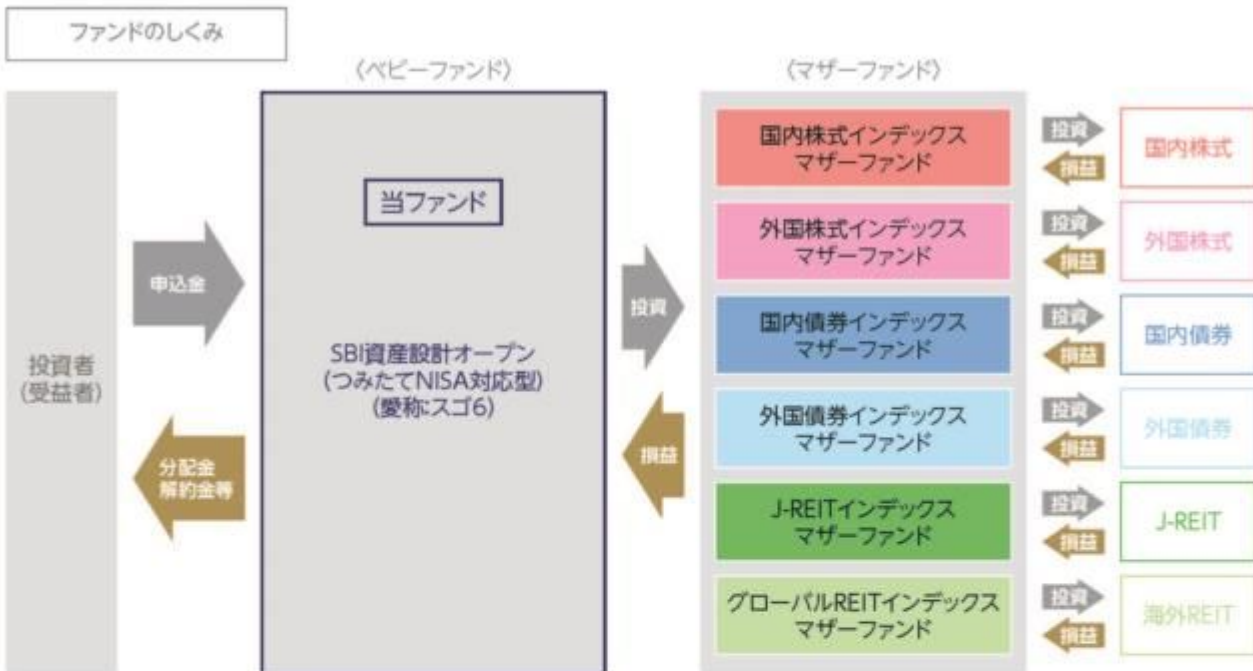 ファンドのしくみ
〈ベビーファンド〉
〈マザーファンド〉
投資者
(受益者)
申込金
分配金
解約金等
当ファンド
SBI資産設計オープン
(つみたてNISA対応型)
(愛称:スゴ6)
投資
損益
国内株式インデックス
マザーファンド
投資
損益
国内株式
外国株式インデックス
マザーファンド
投資
損益
外国株式
国内債券インデックス
マザーファンド
投資
損益
国内債券
外国債券インデックス
マザーファンド
投資
損益
外国債券
J-REITインデックス
マザーファンド
投資
損益
J-REIT
グローバルREITインデックス
マザーファンド
投資
損益
海外REIT